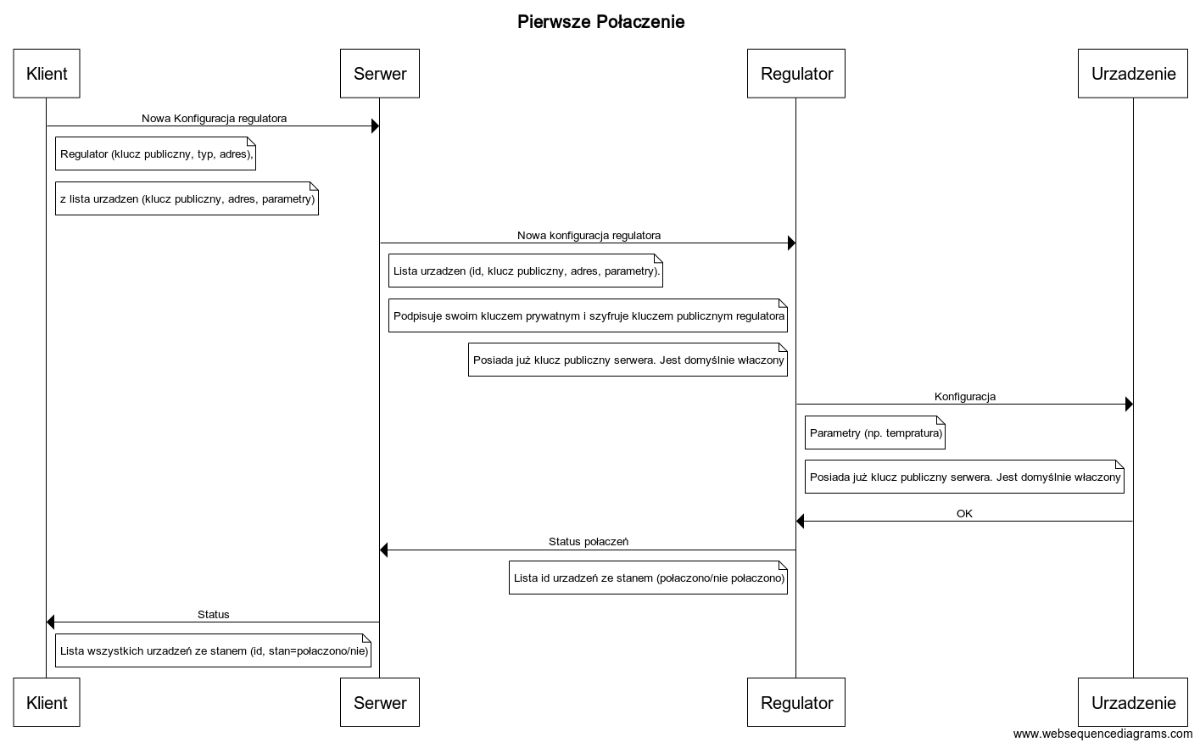 Pierwsze Połaczenie
Klient
Serwer
Regulator
Urzadzenie
Nowa Konfiguracja regulatora
Regulator (klucz publiczny, typ, adres),
z lista urzadzen (klucz publiczny, adres, parametry)
Nowa konfiguracja regulatora
Lista urzadzen (id, klucz publiczny, adres, parametry).
Podpisuje swoim kluczem prywatnym i szyfruje kluczem publicznym regulatora
Posiada już klucz publiczny serwera. Jest domyślnie właczony
Konfiguracja
Parametry (np. tempratura)
Posiada już klucz publiczny serwera. Jest domyślnie właczony
OK
Status połaczeń
Lista id urzadzeń ze stanem (połaczono/nie połaczono)
Status
Lista wszystkich urzadzeń ze stanem (id, stan=połaczono/nie)
Klient
Serwer
Regulator
Urzadzenie
www.websequencediagrams.com